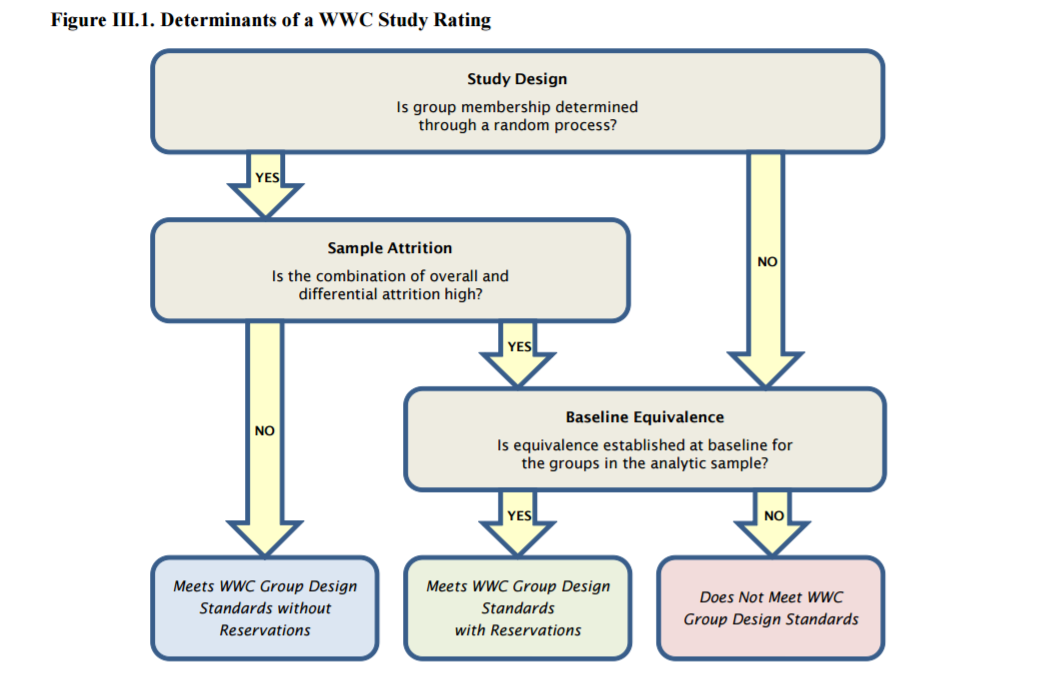 Figure III.1. Determinants of a WWC Study Rating
Study Design
Is group membership determined
through a random process?
YES
NO
Sample Attrition
Is the combination of overall and
differential attrition high?
NO
YES
Baseline Equivalence
Is equivalence established at baseline for
the groups in the analytic sample?
YES
NO
Meets WWC Group Design
Standards without
Reservations
Meets WWC Group Design
Standards
with Reservations
Does Not Meet WWC
Group Design Standards